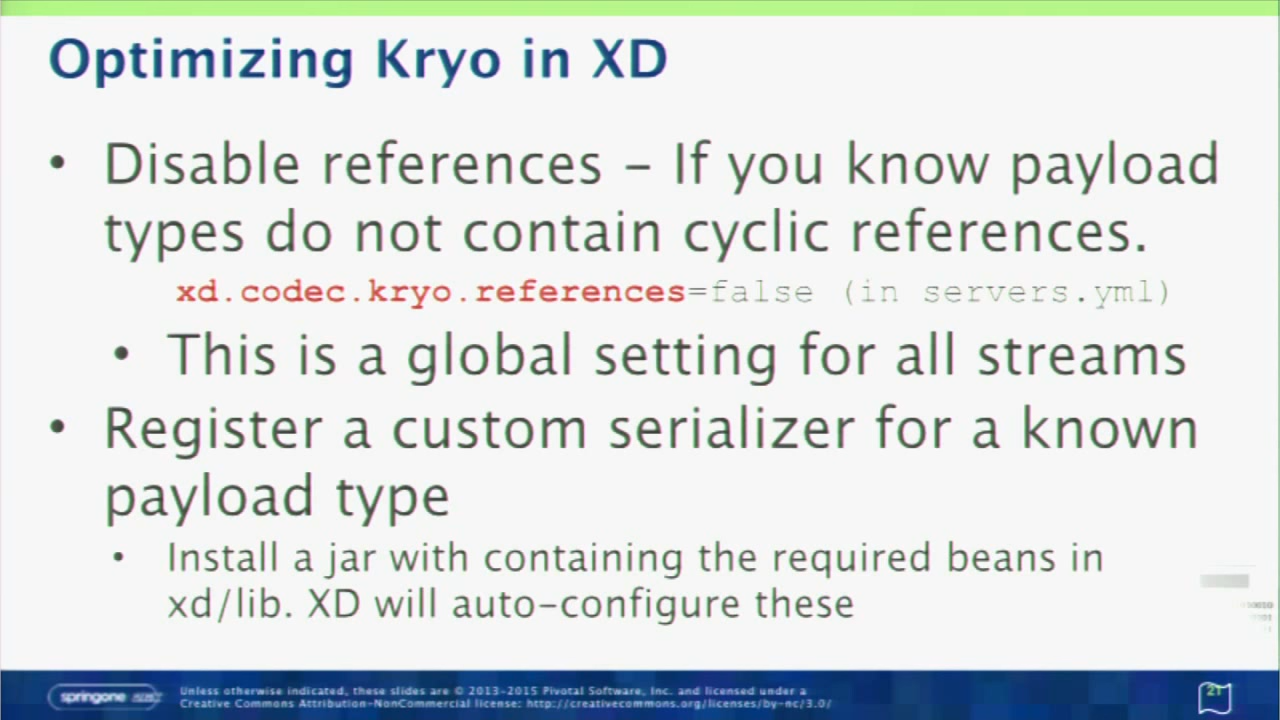 Optimizing Kryo in XD
• Disable references – If you know payload
types do not contain cyclic references.
xd.codec.kryo.references=false (in servers.yml)
• This is a global setting for all streams
• Register a custom serializer for a known
payload type
• Install a jar with containing the required beans in
xd/lib. XD will auto-configure these
springone
Unless otherwise indicated, these slides are © 2013-2015 Pivotal Software, Inc. and licensed under a
Creative Commons Attribution-NonCommercial license: http://creativecommons.org/licenses/by-nc/3.0/
21